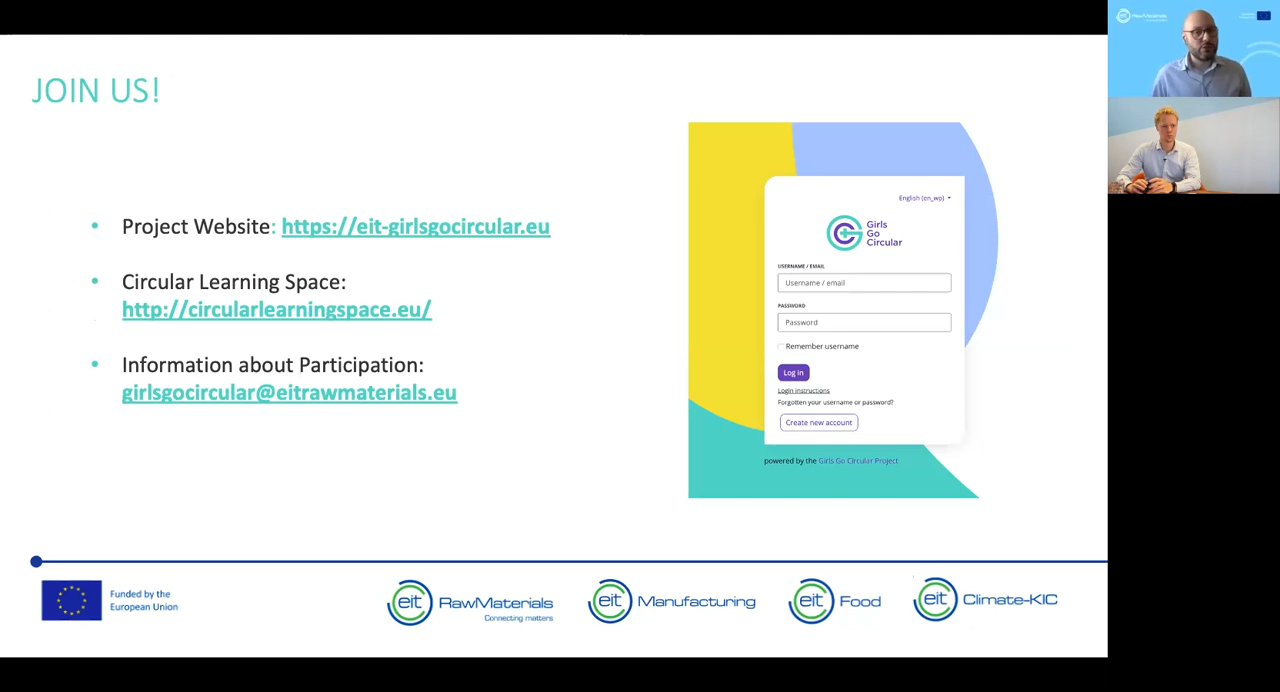 JOIN US!
• Project Website: https://eit-girlsgocircular.eu
• Circular Learning Space:
http://circularlearningspace.eu/
• Information about Participation:
girlsgocircular@eitrawmaterials.eu
English (en_wp)
Girls
Go
Circular
USERNAME / EMAIL
Username / email
PASSWORD
Password
Remember username
Log in
Login instructions
Forgotten your username or password?
Create new account
powered by the Girls Go Circular Project
Funded by the
European Union
eit RawMaterials
Connecting matters
eit Manufacturing
eit Food
eit Climate-KIC
eit RawMaterials